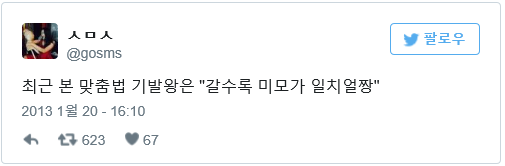 ㅅㅁㅅ
@gosms
팔로우
최근 본 맞춤법 기발왕은 "갈수록 미모가 일치얼짱"
2013 1월 20 - 16:10
623 67